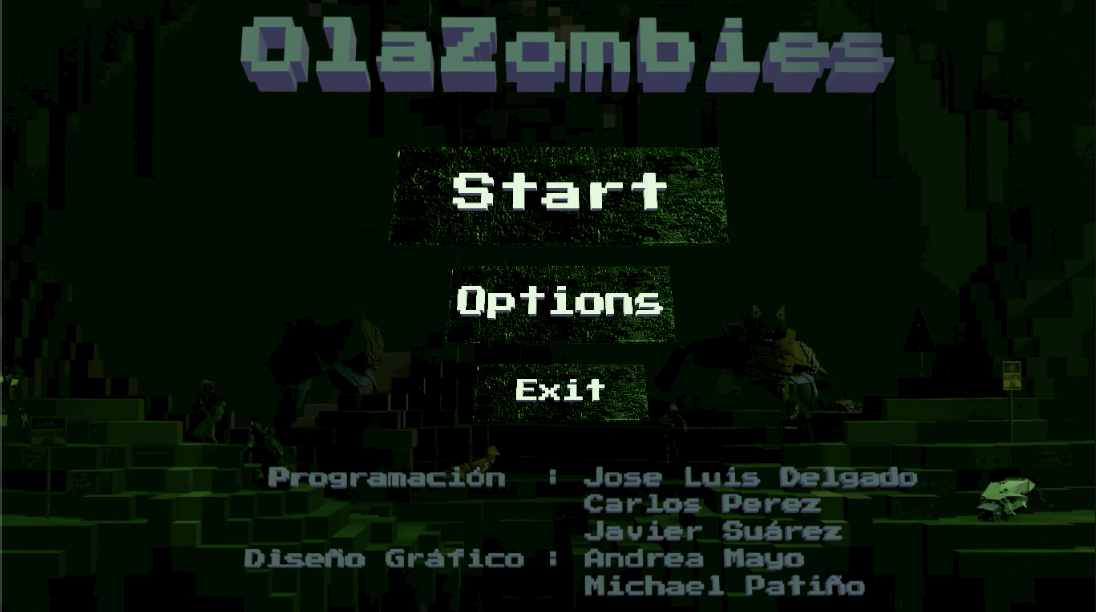 OlaZombies
Start
Options
Exit
Programación : Jose Luis Delgado
Carlos Perez
Javier Suárez
Diseño Gráfico : Andrea Mayo
Michael Patiño